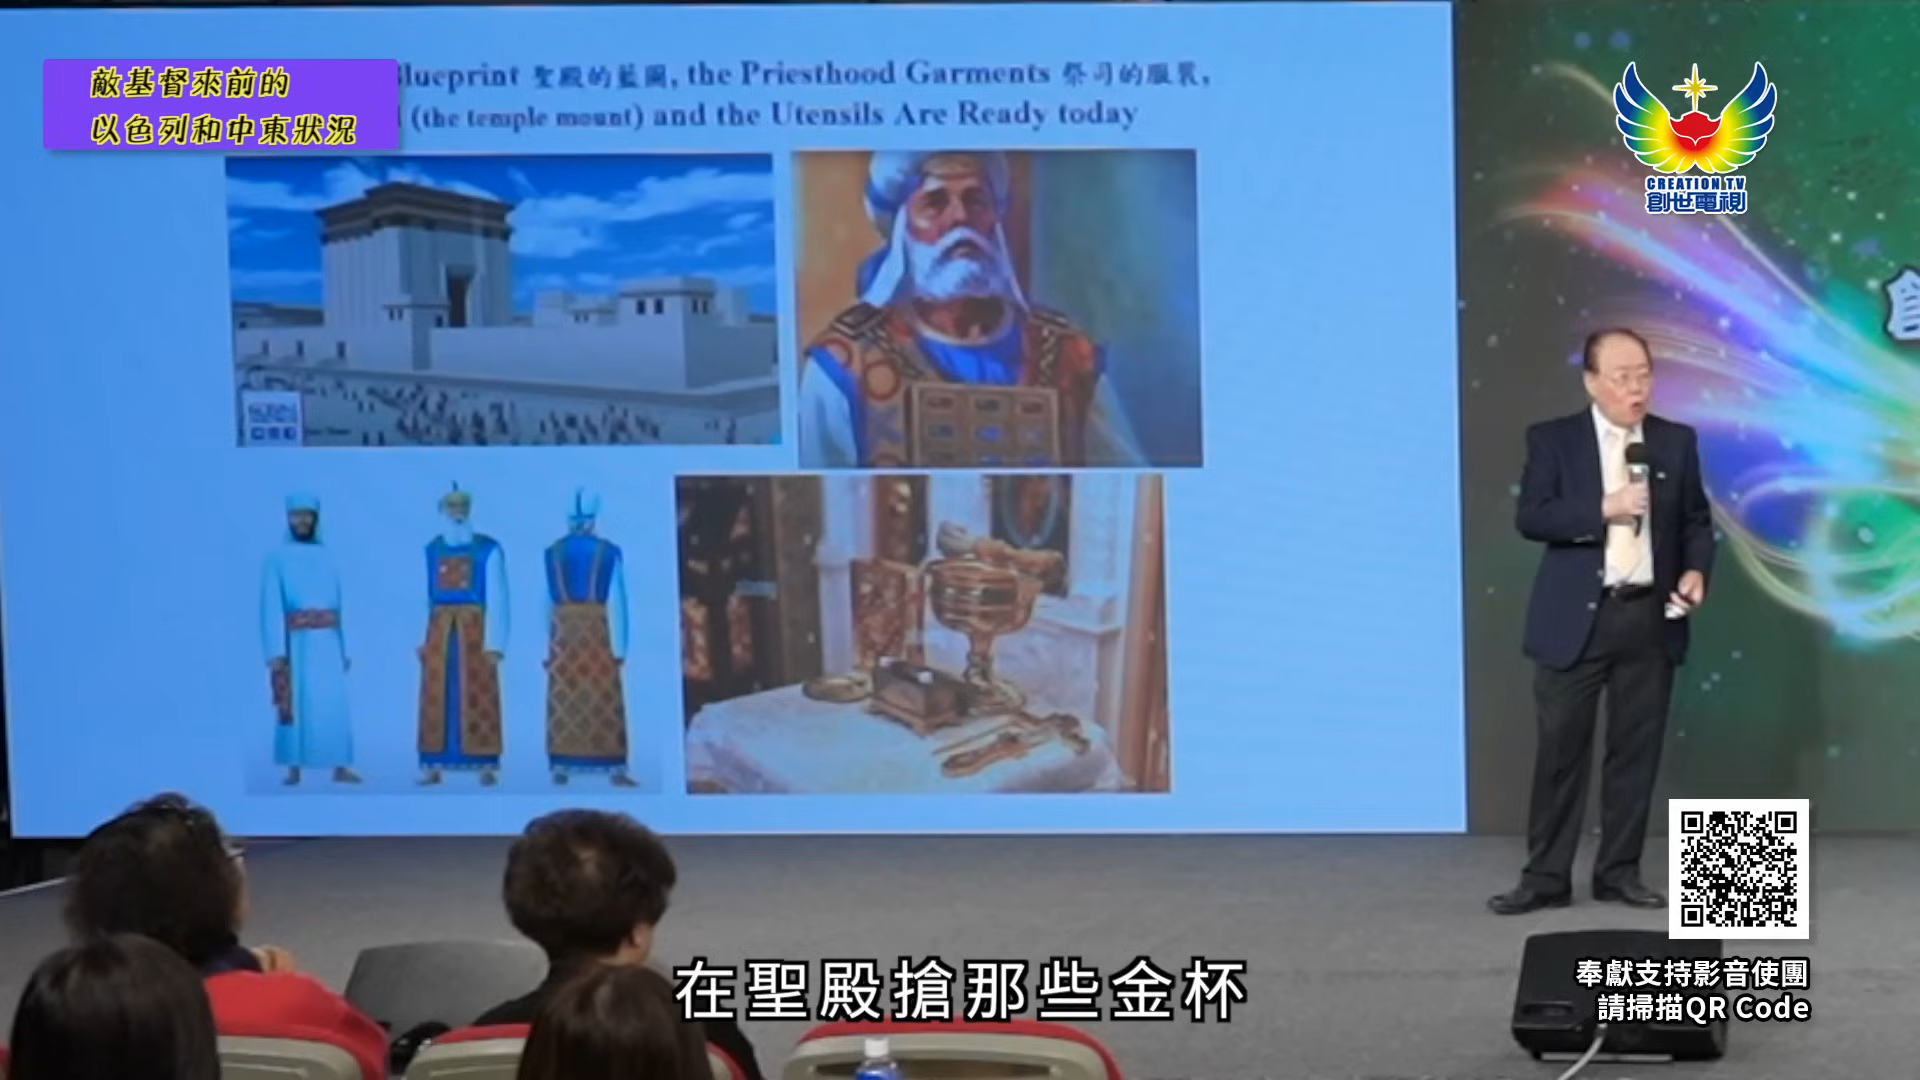 敵基督來前的
以色列和中東狀況
lueprint 聖殿的藍圖, the Priesthood Garments 祭司的服裝,
(the temple mount) and the Utensils Are Ready today
CREATION TV
創世電視
在聖殿搶那些金杯
奉獻支持影音使團
請掃描QR Code